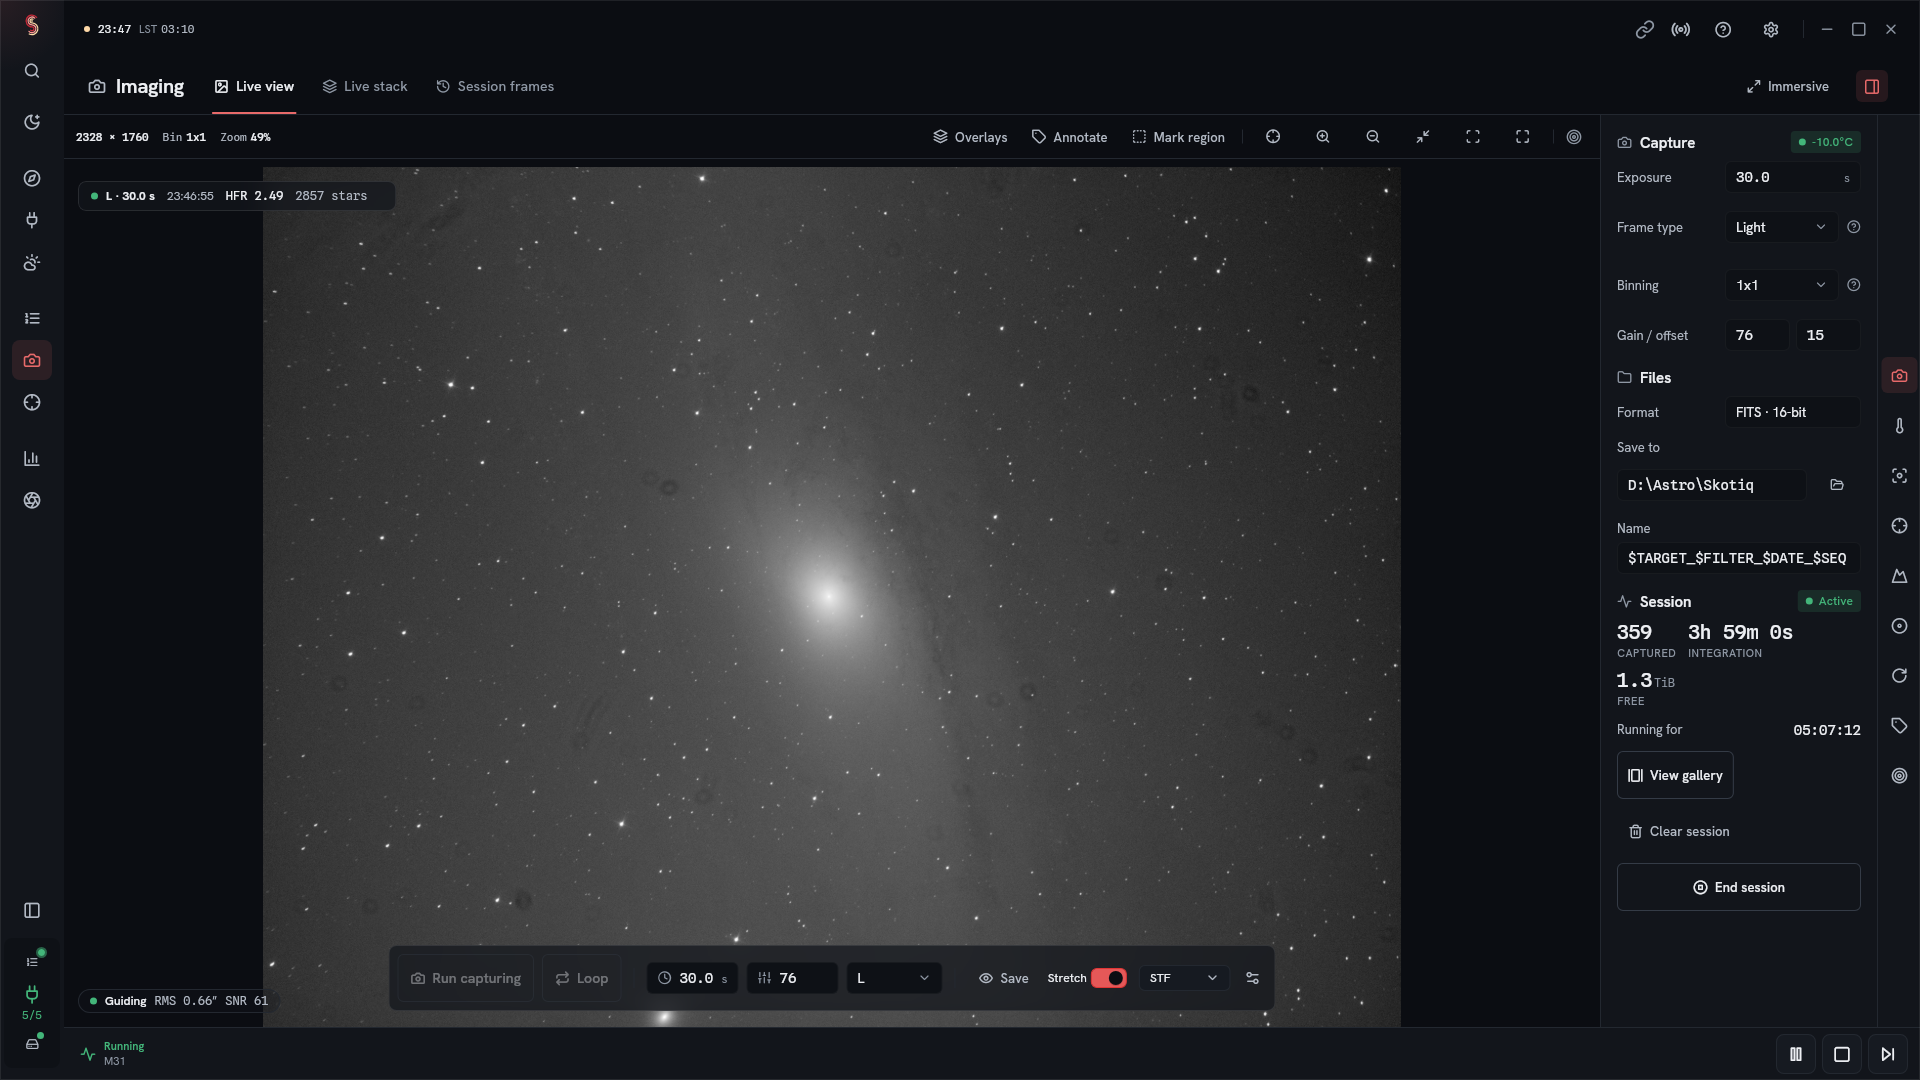 23:47 LST 03:10
Imaging Live view Live stack Session frames Immersive
2328 × 1760 Bin 1x1 Zoom 49% Overlays Annotate Mark region
L · 30.0 s 23:46:55 HFR 2.49 2857 stars
Capture -10.0°C
Exposure 30.0 s
Frame type Light
Binning 1x1
Gain / offset 76 15
Files
Format FITS · 16-bit
Save to
D:\Astro\Skotiq
Name
$TARGET_$FILTER_$DATE_$SEQ
Session Active
359 3h 59m 0s
CAPTURED INTEGRATION
1.3 TiB
FREE
Running for 05:07:12
View gallery
Clear session
End session
Run capturing Loop 30.0 s 76 L Save Stretch STF
Guiding RMS 0.66″ SNR 61
5/5
Running
M31